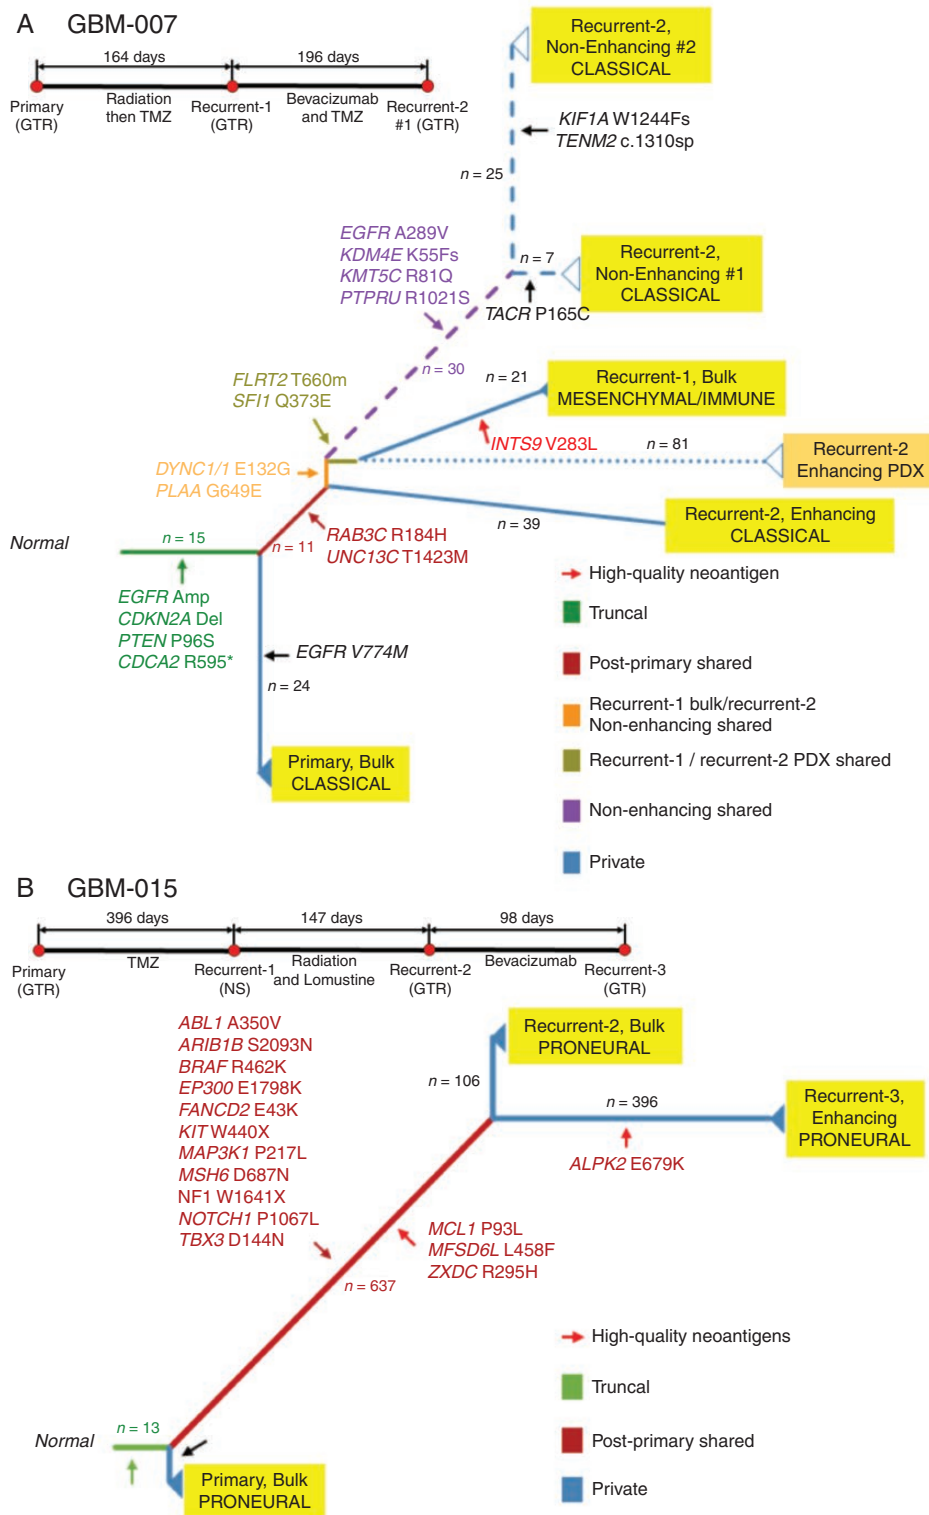 A GBM-007
164 days
196 days
Primary
(GTR)
Radiation
then TMZ
Recurrent-1
(GTR)
Bevacizumab
and TMZ
Recurrent-2
#1 (GTR)
Recurrent-2,
Non-Enhancing #2
CLASSICAL
KIF1A W1244Fs
TENM2 c.1310sp
n = 25
EGFR A289V
KDM4E K55Fs
KMT5C R81Q
PTPRU R1021S
n = 7
Recurrent-2,
Non-Enhancing #1
CLASSICAL
TACR P165C
n = 30
FLRT2 T660m
SFI1 Q373E
n = 21
Recurrent-1, Bulk
MESENCHYMAL/IMMUNE
INTS9 V283L
n = 81
Recurrent-2
Enhancing PDX
DYNC1/1 E132G
PLAA G649E
n = 39
Recurrent-2, Enhancing
CLASSICAL
Normal
n = 15
n = 11
RAB3C R184H
UNC13C T1423M
EGFR Amp
CDKN2A Del
PTEN P96S
CDCA2 R595*
EGFR V774M
n = 24
Primary, Bulk
CLASSICAL
High-quality neoantigen
Truncal
Post-primary shared
Recurrent-1 bulk/recurrent-2
Non-enhancing shared
Recurrent-1 / recurrent-2 PDX shared
Non-enhancing shared
Private
B GBM-015
396 days
147 days
98 days
Primary
(GTR)
TMZ
Recurrent-1
(NS)
Radiation
and Lomustine
Recurrent-2
(GTR)
Bevacizumab
Recurrent-3
(GTR)
ABL1 A350V
ARIB1B S2093N
BRAF R462K
EP300 E1798K
FANCD2 E43K
KIT W440X
MAP3K1 P217L
MSH6 D687N
NF1 W1641X
NOTCH1 P1067L
TBX3 D144N
Recurrent-2, Bulk
PRONEURAL
n = 106
n = 396
Recurrent-3,
Enhancing
PRONEURAL
ALPK2 E679K
MCL1 P93L
MFSD6L L458F
ZXDC R295H
n = 637
Normal
n = 13
Primary, Bulk
PRONEURAL
High-quality neoantigens
Truncal
Post-primary shared
Private